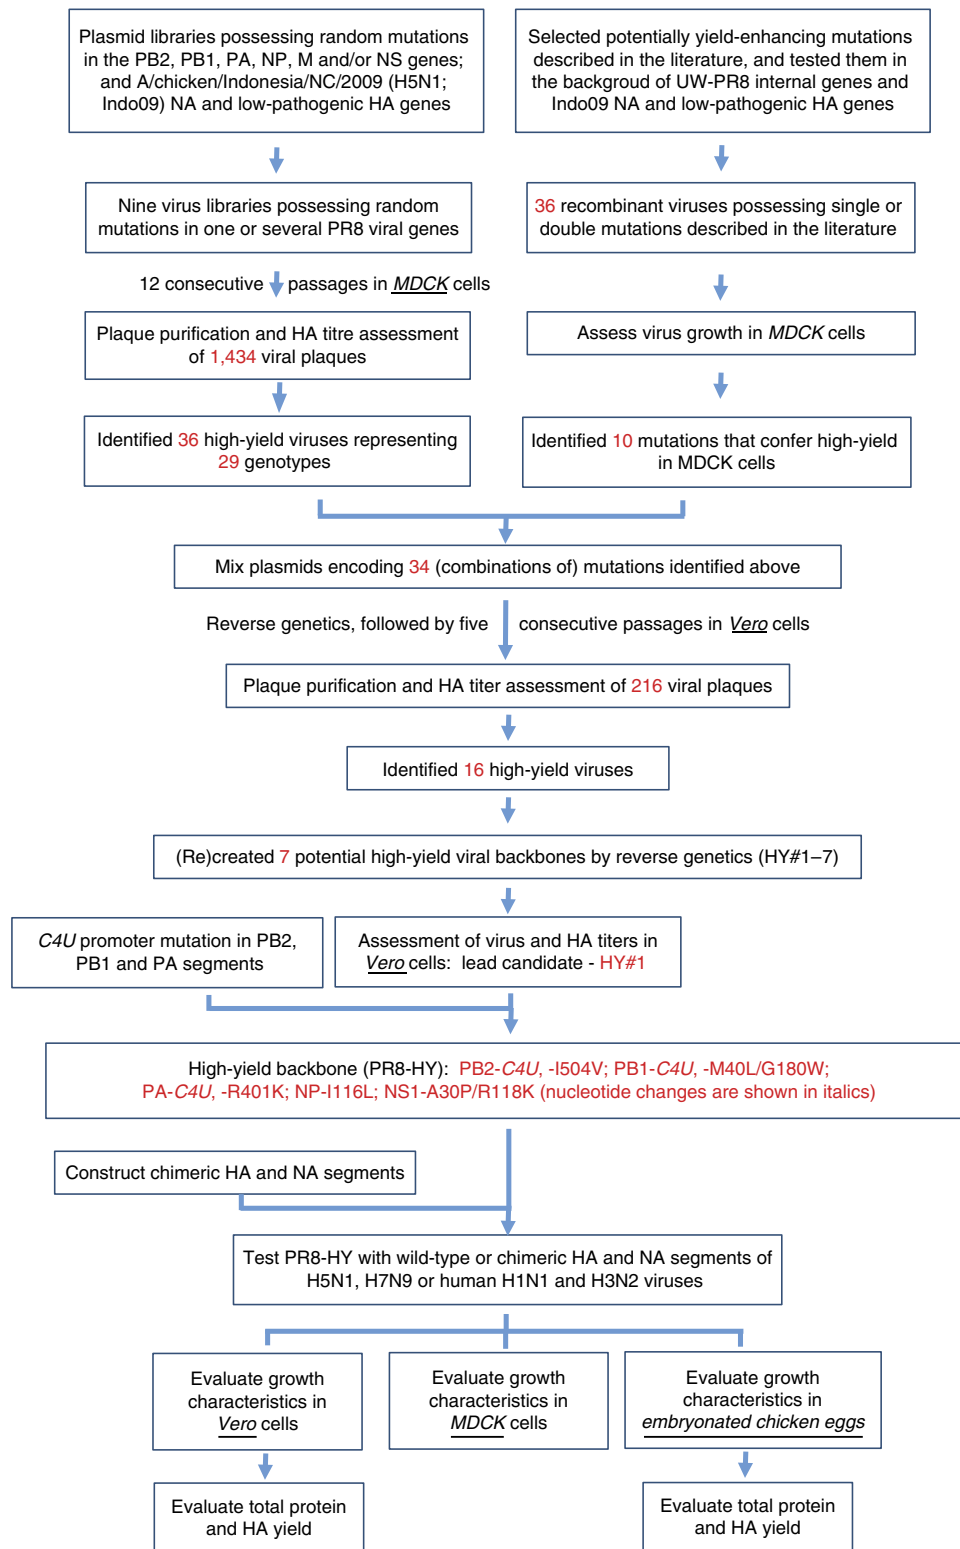 Plasmid libraries possessing random mutations
in the PB2, PB1, PA, NP, M and/or NS genes;
and A/chicken/Indonesia/NC/2009 (H5N1;
Indo09) NA and low-pathogenic HA genes
Selected potentially yield-enhancing mutations
described in the literature, and tested them in
the backgroud of UW-PR8 internal genes and
Indo09 NA and low-pathogenic HA genes
Nine virus libraries possessing random
mutations in one or several PR8 viral genes
36 recombinant viruses possessing single or
double mutations described in the literature
12 consecutive passages in MDCK cells
Plaque purification and HA titre assessment
of 1,434 viral plaques
Assess virus growth in MDCK cells
Identified 36 high-yield viruses representing
29 genotypes
Identified 10 mutations that confer high-yield
in MDCK cells
Mix plasmids encoding 34 (combinations of) mutations identified above
Reverse genetics, followed by five consecutive passages in Vero cells
Plaque purification and HA titer assessment of 216 viral plaques
Identified 16 high-yield viruses
(Re)created 7 potential high-yield viral backbones by reverse genetics (HY#1–7)
C4U promoter mutation in PB2,
PB1 and PA segments
Assessment of virus and HA titers in
Vero cells: lead candidate - HY#1
High-yield backbone (PR8-HY): PB2-C4U, -I504V; PB1-C4U, -M40L/G180W;
PA-C4U, -R401K; NP-I116L; NS1-A30P/R118K (nucleotide changes are shown in italics)
Construct chimeric HA and NA segments
Test PR8-HY with wild-type or chimeric HA and NA segments of
H5N1, H7N9 or human H1N1 and H3N2 viruses
Evaluate growth
characteristics in
Vero cells
Evaluate growth
characteristics in
MDCK cells
Evaluate growth
characteristics in
embryonated chicken eggs
Evaluate total protein
and HA yield
Evaluate total protein
and HA yield